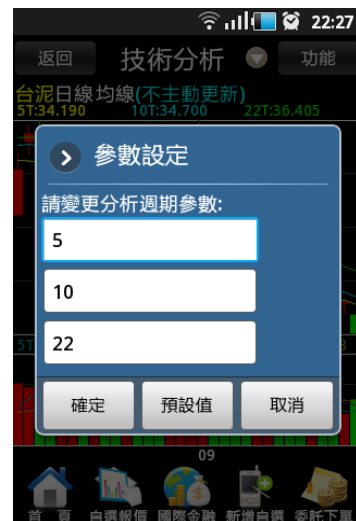 22:27
返回 技術分析 功能
台泥日線 均線(不主動更新)
5T:34.190 10T:34.700 22T:36.405
參數設定
請變更分析週期參數:
5
10
22
確定 預設值 取消
09
首 頁 自選報價 國際金融 新增自選 委託下單